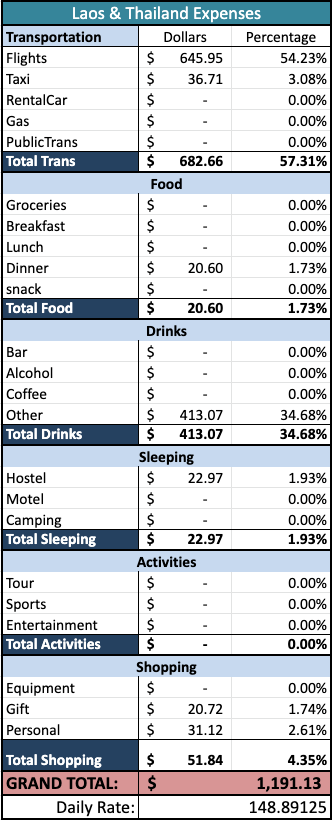 Laos & Thailand Expenses
Transportation Dollars Percentage
Flights $ 645.95 54.23%
Taxi $ 36.71 3.08%
RentalCar $ - 0.00%
Gas $ - 0.00%
PublicTrans $ - 0.00%
Total Trans $ 682.66 57.31%
Food
Groceries $ - 0.00%
Breakfast $ - 0.00%
Lunch $ - 0.00%
Dinner $ 20.60 1.73%
snack $ - 0.00%
Total Food $ 20.60 1.73%
Drinks
Bar $ - 0.00%
Alcohol $ - 0.00%
Coffee $ - 0.00%
Other $ 413.07 34.68%
Total Drinks $ 413.07 34.68%
Sleeping
Hostel $ 22.97 1.93%
Motel $ - 0.00%
Camping $ - 0.00%
Total Sleeping $ 22.97 1.93%
Activities
Tour $ - 0.00%
Sports $ - 0.00%
Entertainment $ - 0.00%
Total Activities $ - 0.00%
Shopping
Equipment $ - 0.00%
Gift $ 20.72 1.74%
Personal $ 31.12 2.61%
Total Shopping $ 51.84 4.35%
GRAND TOTAL: $ 1,191.13
Daily Rate: 148.89125